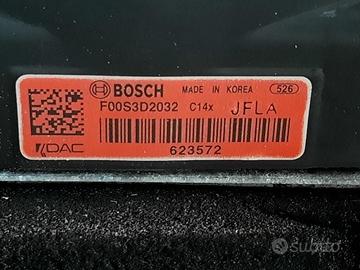 BOSCH MADE IN KOREA 526
F00S3D2032 C14x JFLA
DAC 623572
subito